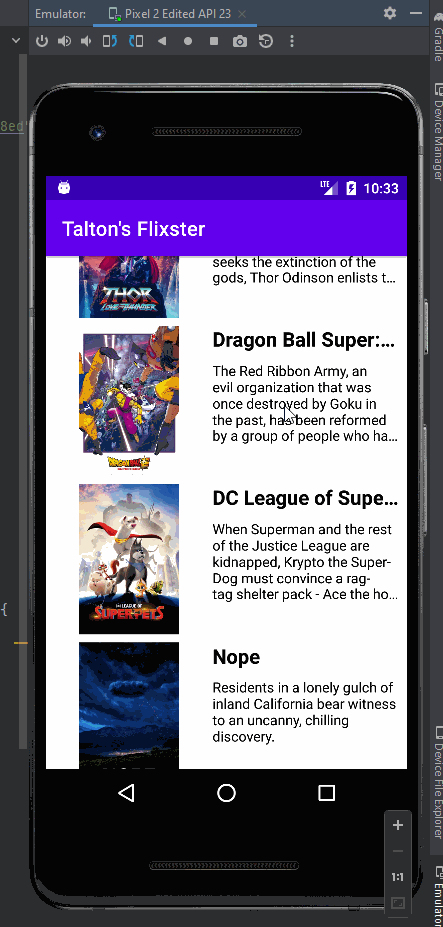 Emulator:
Pixel 2 Edited API 23
Gradle
Device Manager
8ed"
LTE
10:33
Talton's Flixster
seeks the extinction of the
gods, Thor Odinson enlists t...
THOR
LOVE AND THUNDER
Dragon Ball Super:...
The Red Ribbon Army, an
evil organization that was
once destroyed by Goku in
the past, has been reformed
by a group of people who ha...
DC League of Supe...
When Superman and the rest
of the Justice League are
kidnapped, Krypto the Super-
Dog must convince a rag-
tag shelter pack - Ace the ho...
LEAGUE OF
SUPER-PETS
{
Nope
Residents in a lonely gulch of
inland California bear witness
to an uncanny, chilling
discovery.
Device File Explorer
1:1
Emulator